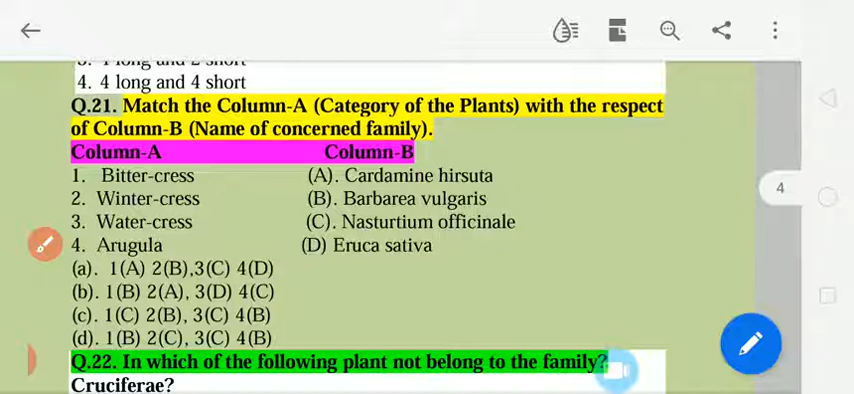 4. 4 long and 4 short
Q.21. Match the Column-A (Category of the Plants) with the respect
of Column-B (Name of concerned family).
Column-A Column-B
1. Bitter-cress (A). Cardamine hirsuta
2. Winter-cress (B). Barbarea vulgaris
3. Water-cress (C). Nasturtium officinale
4. Arugula (D) Eruca sativa
(a). 1(A) 2(B),3(C) 4(D)
(b). 1(B) 2(A), 3(D) 4(C)
(c). 1(C) 2(B), 3(C) 4(B)
(d). 1(B) 2(C), 3(C) 4(B)
Q.22. In which of the following plant not belong to the family?
Cruciferae?
4